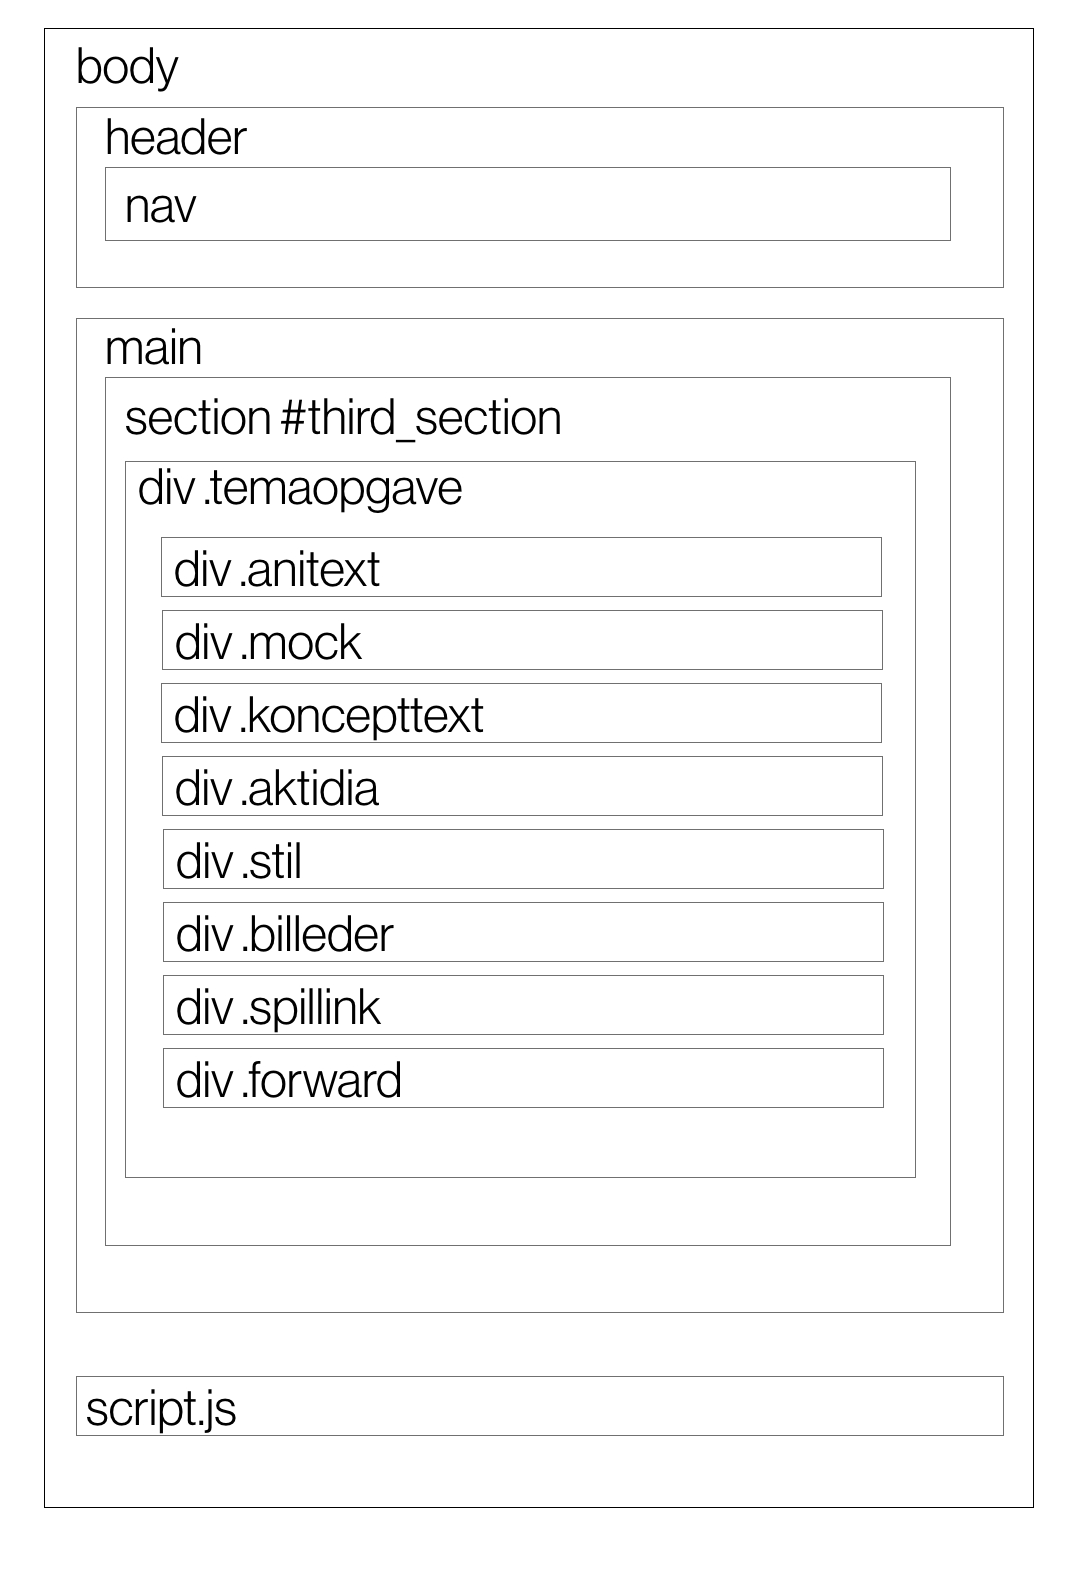 body
header
nav
main
section #third_section
div .temaopgave
div .anitext
div .mock
div .koncepttext
div .aktidia
div .stil
div .billeder
div .spillink
div .forward
script.js